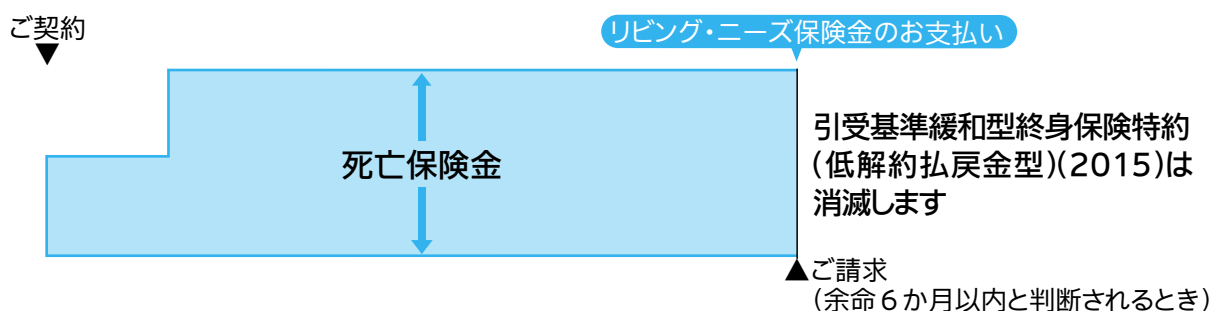 ご契約
▼
リビング・ニーズ保険金のお支払い
死亡保険金
引受基準緩和型終身保険特約
(低解約払戻金型)(2015)は
消滅します
▲ご請求
(余命6か月以内と判断されるとき)